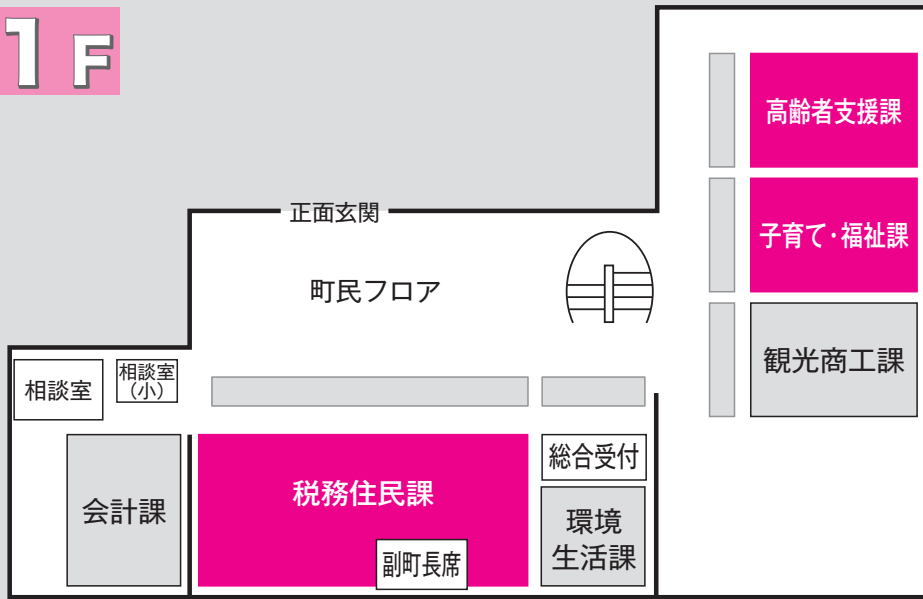 1F
高齢者支援課
子育て・福祉課
正面玄関
町民フロア
観光商工課
相談室
相談室
（小）
総合受付
税務住民課
会計課
環境
生活課
副町長席